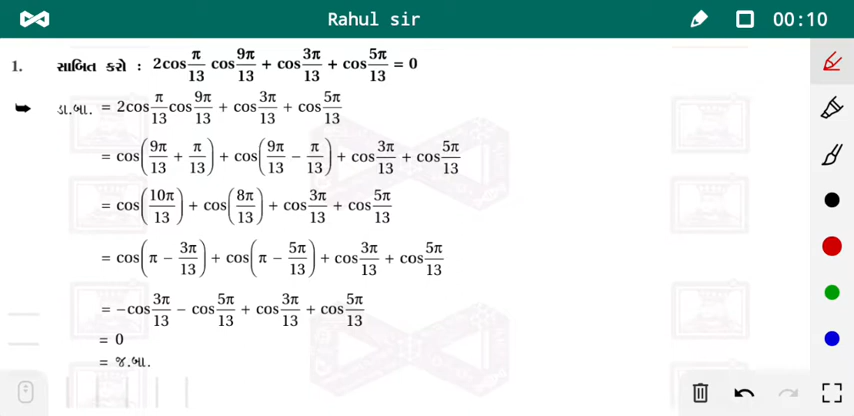 Rahul sir
00:10
1. સાબિત કરો : 2cos π/13 cos 9π/13 + cos 3π/13 + cos 5π/13 = 0
ડા.બા. = 2cos π/13 cos 9π/13 + cos 3π/13 + cos 5π/13
= cos(9π/13 + π/13) + cos(9π/13 − π/13) + cos 3π/13 + cos 5π/13
= cos(10π/13) + cos(8π/13) + cos 3π/13 + cos 5π/13
= cos(π − 3π/13) + cos(π − 5π/13) + cos 3π/13 + cos 5π/13
= −cos 3π/13 − cos 5π/13 + cos 3π/13 + cos 5π/13
= 0
= જ.બા.